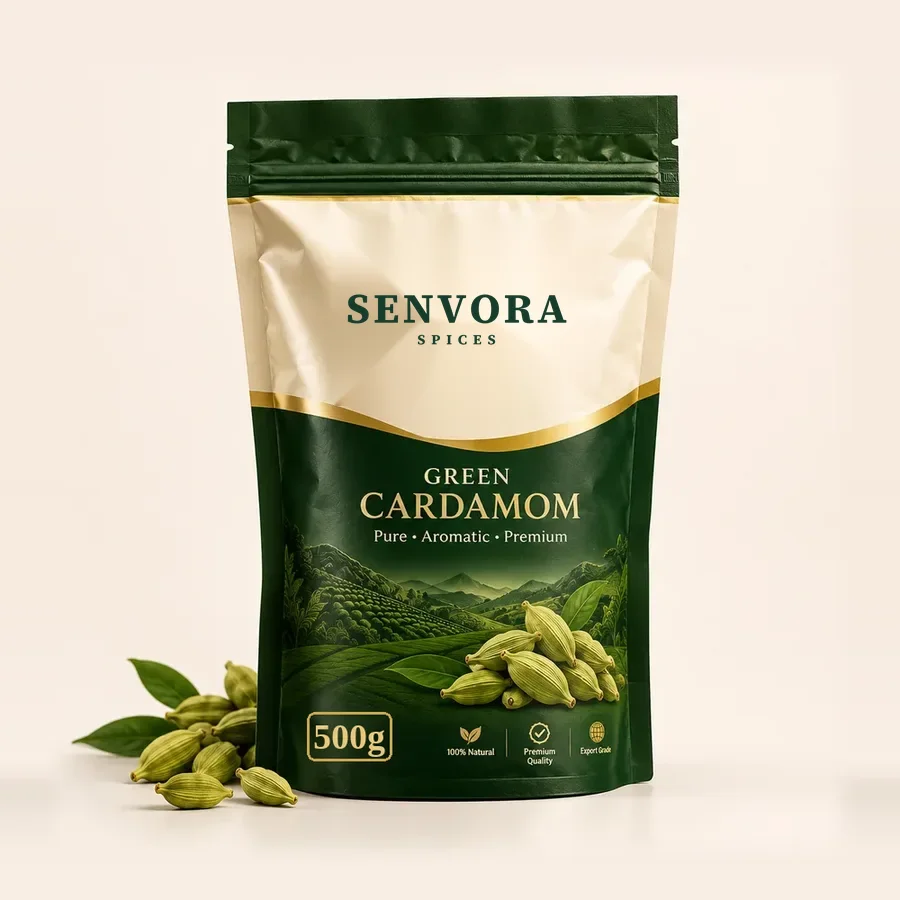 SENVORA
SPICES
GREEN
CARDAMOM
Pure • Aromatic • Premium
500g
100% Natural
Premium
Quality
Export Grade